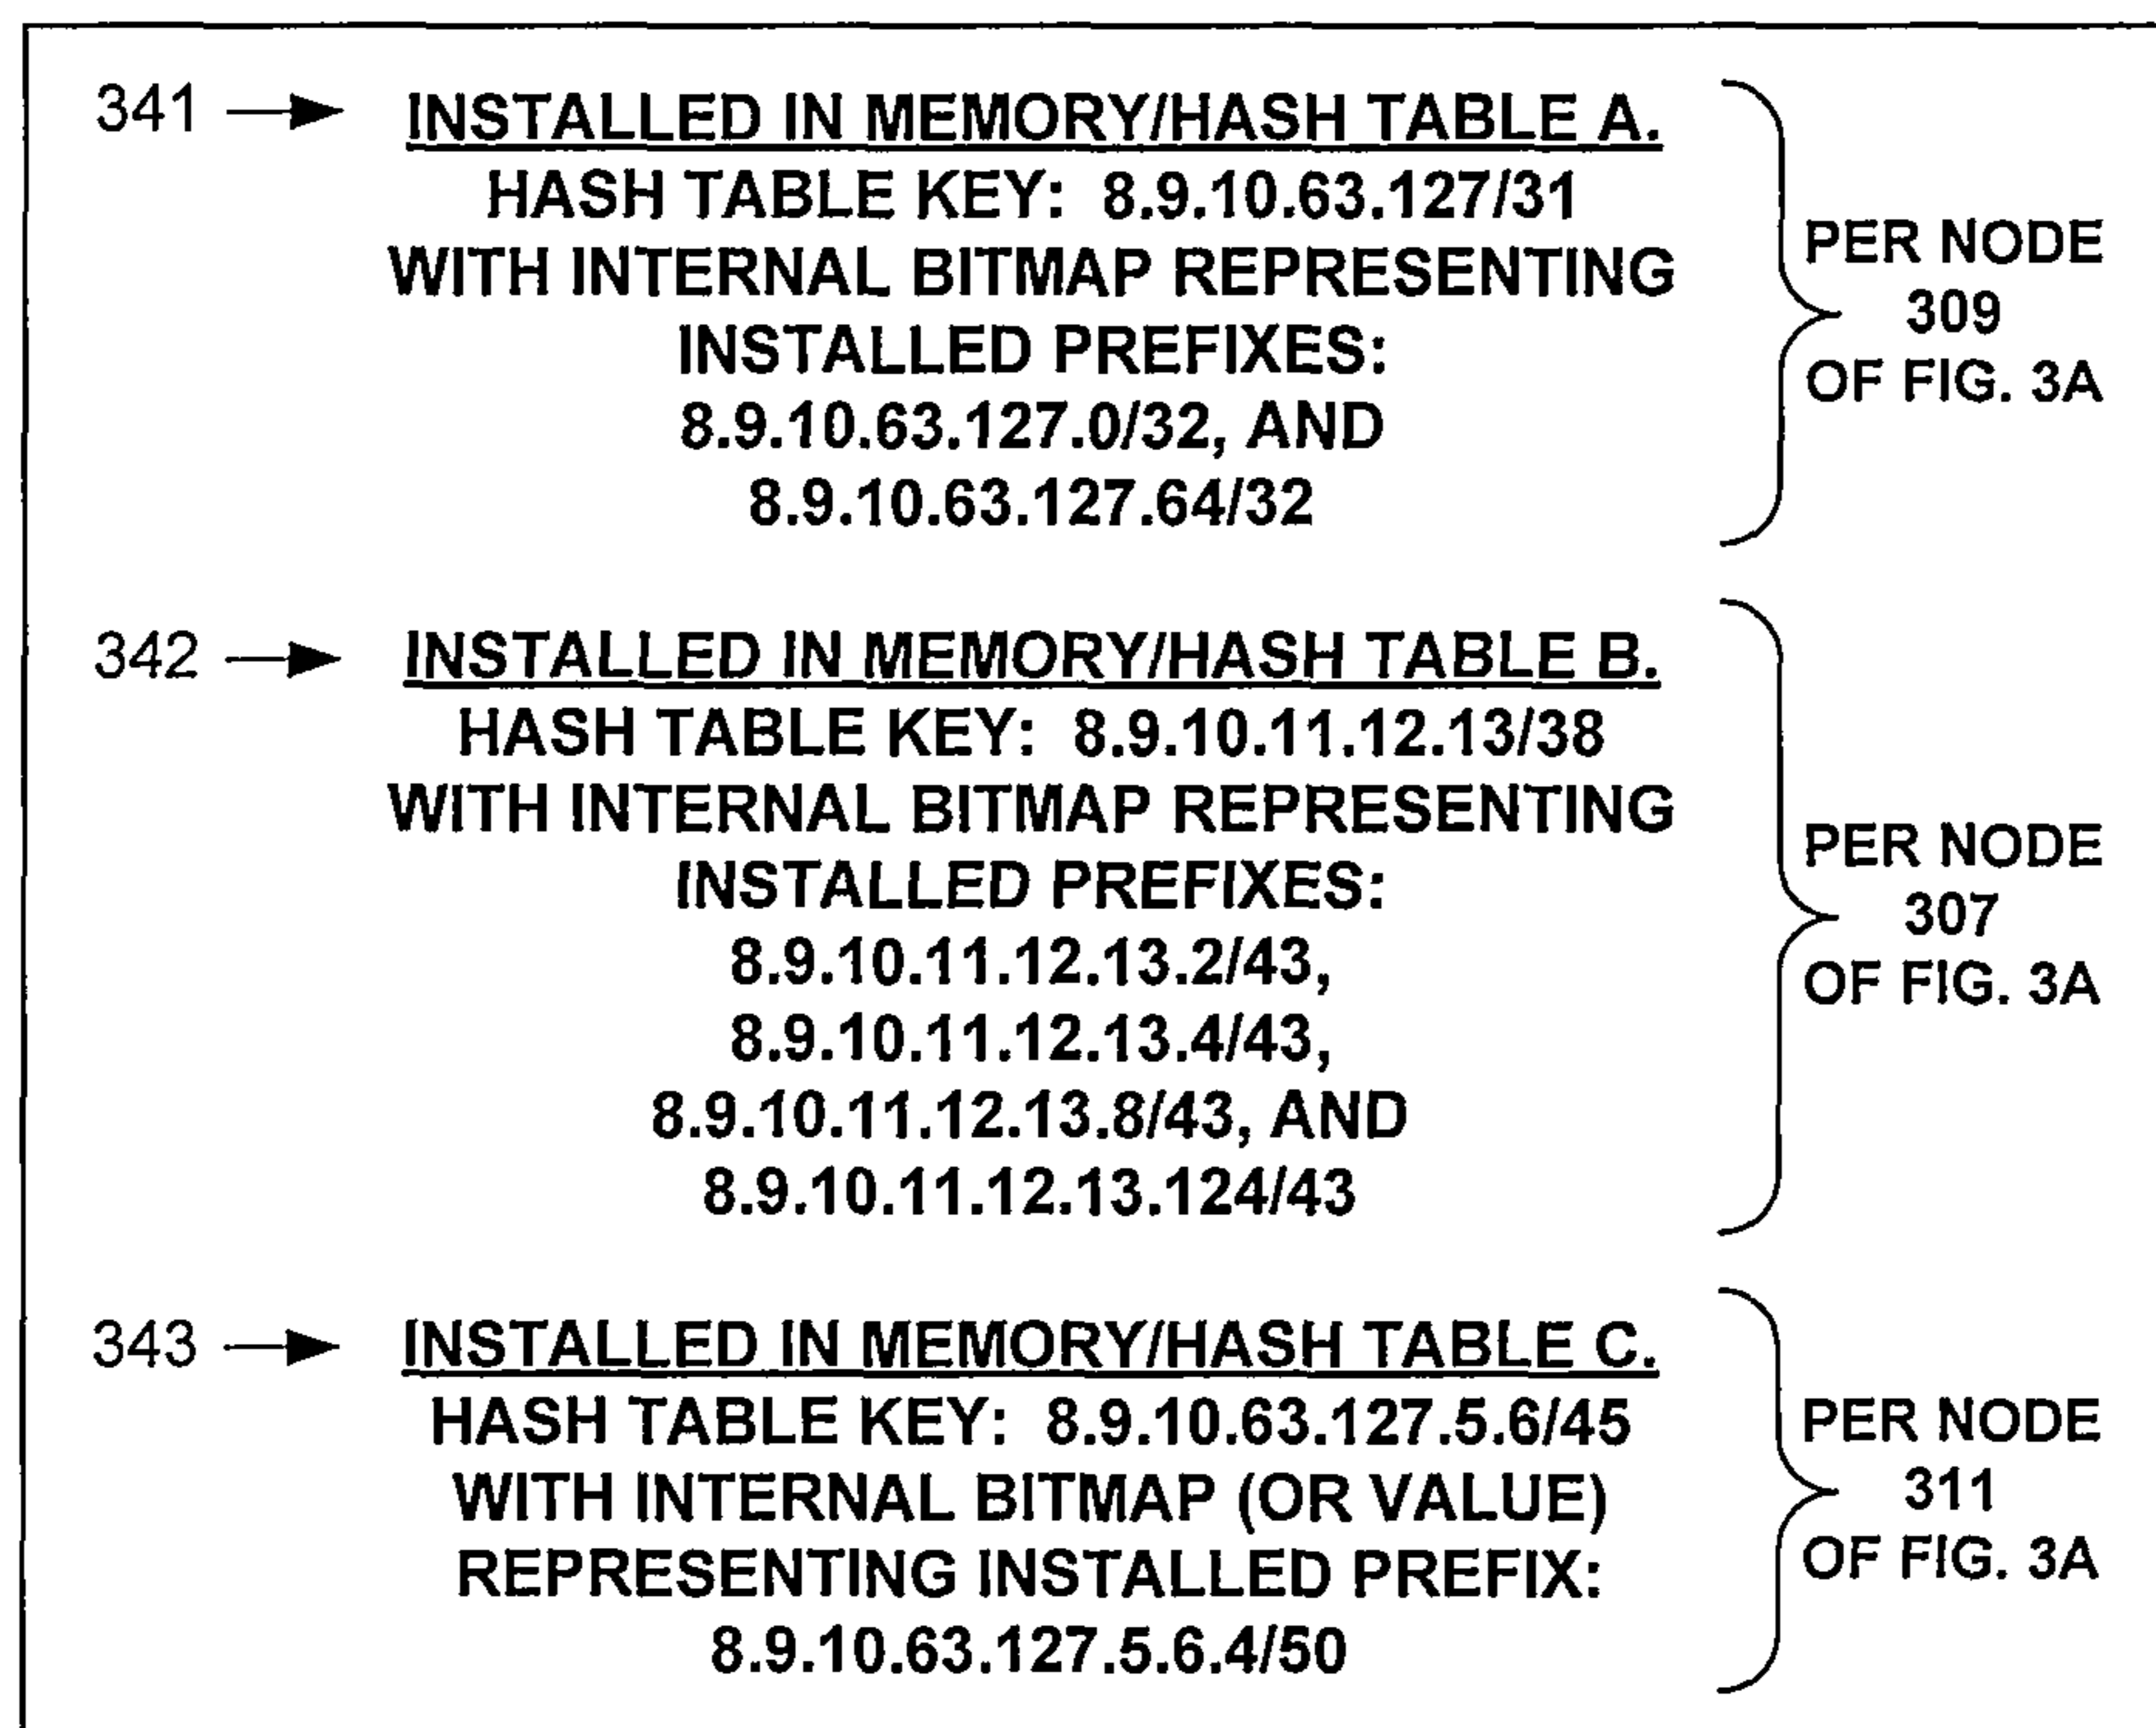 341 INSTALLED IN MEMORY/HASH TABLE A.
HASH TABLE KEY: 8.9.10.63.127/31
WITH INTERNAL BITMAP REPRESENTING
INSTALLED PREFIXES:
8.9.10.63.127.0/32, AND
8.9.10.63.127.64/32
PER NODE
309
OF FIG. 3A
342 INSTALLED IN MEMORY/HASH TABLE B.
HASH TABLE KEY: 8.9.10.11.12.13/38
WITH INTERNAL BITMAP REPRESENTING
INSTALLED PREFIXES:
8.9.10.11.12.13.2/43,
8.9.10.11.12.13.4/43,
8.9.10.11.12.13.8/43, AND
8.9.10.11.12.13.124/43
PER NODE
307
OF FIG. 3A
343 INSTALLED IN MEMORY/HASH TABLE C.
HASH TABLE KEY: 8.9.10.63.127.5.6/45
WITH INTERNAL BITMAP (OR VALUE)
REPRESENTING INSTALLED PREFIX:
8.9.10.63.127.5.6.4/50
PER NODE
311
OF FIG. 3A